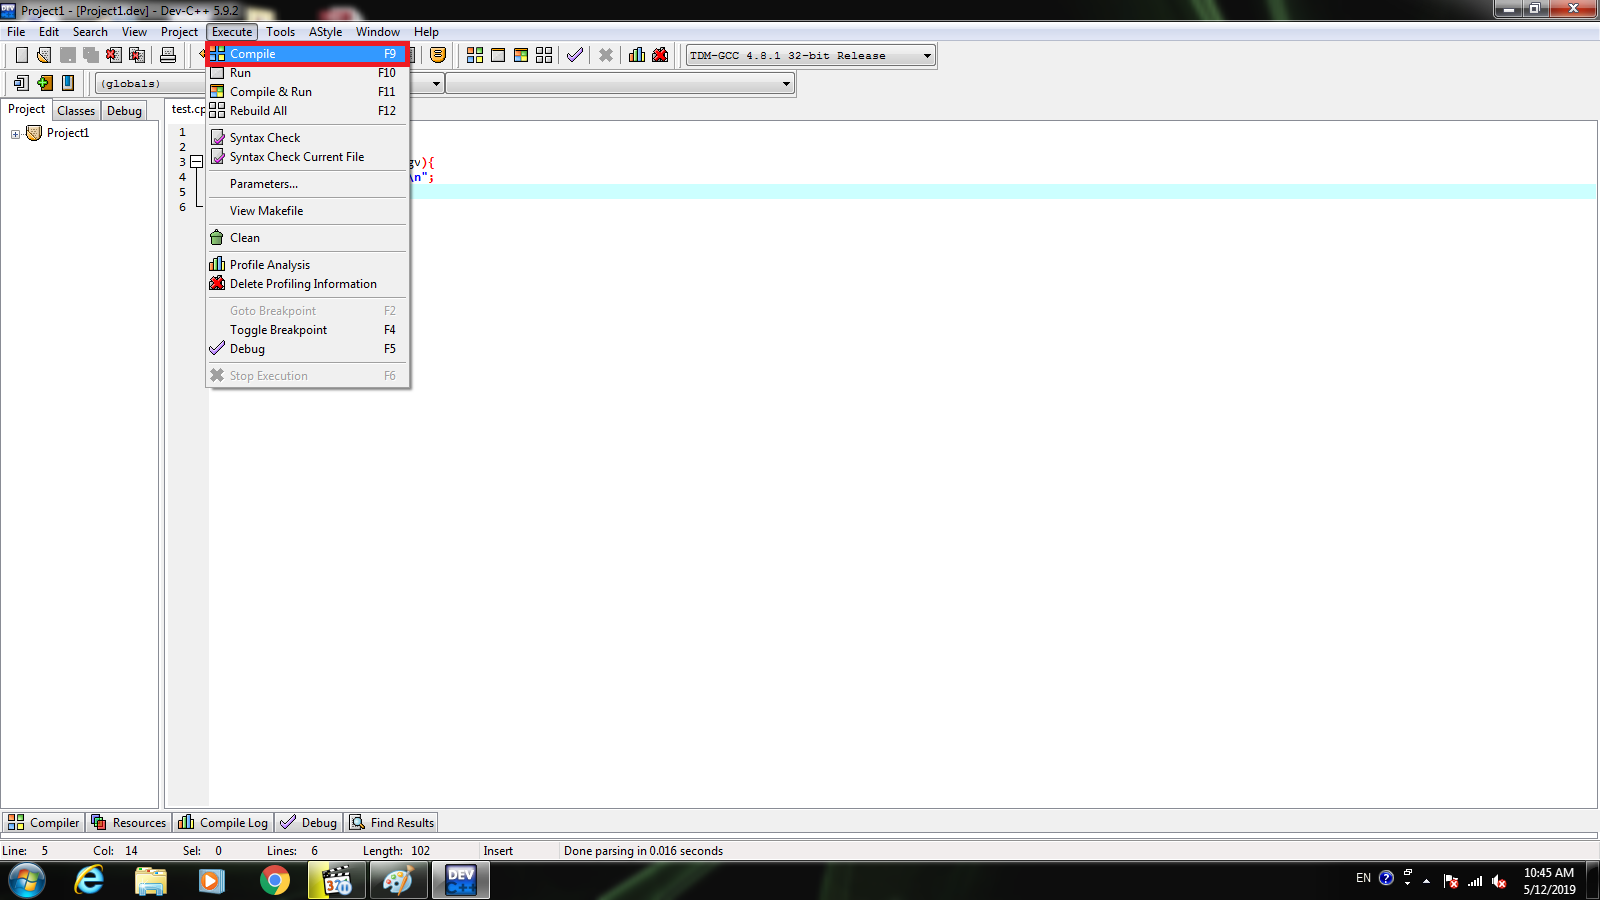 Project1 - [Project1.dev] - Dev-C++ 5.9.2
File Edit Search View Project Execute Tools AStyle Window Help
TDM-GCC 4.8.1 32-bit Release
(globals)
Compile F9
Run F10
Compile & Run F11
Rebuild All F12
Syntax Check
Syntax Check Current File
Parameters...
View Makefile
Clean
Profile Analysis
Delete Profiling Information
Goto Breakpoint F2
Toggle Breakpoint F4
Debug F5
Stop Execution F6
Project Classes Debug
Project1
test.cp
1
2
3 gv){
4 \n";
5
6
Compiler Resources Compile Log Debug Find Results
Line: 5 Col: 14 Sel: 0 Lines: 6 Length: 102 Insert Done parsing in 0.016 seconds
321
DEV
C++
EN
10:45 AM
5/12/2019